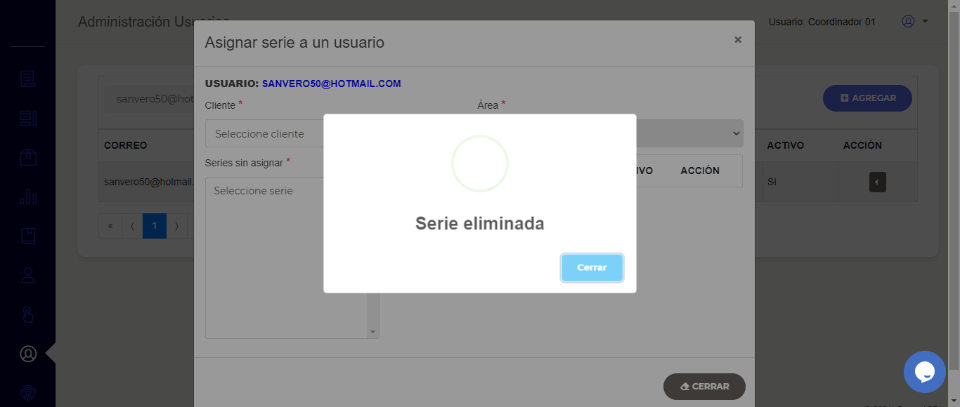 Administración Usuarios
Usuario: Coordinador 01
Asignar serie a un usuario
×
USUARIO: SANVERO50@HOTMAIL.COM
Cliente *
Área *
sanvero50@hot
Seleccione cliente
AGREGAR
Series sin asignar *
CORREO
IVO
ACCIÓN
ACTIVO
ACCIÓN
sanvero50@hotmail.
Seleccione serie
Si
« ⟨ 1 ⟩
Serie eliminada
Cerrar
CERRAR